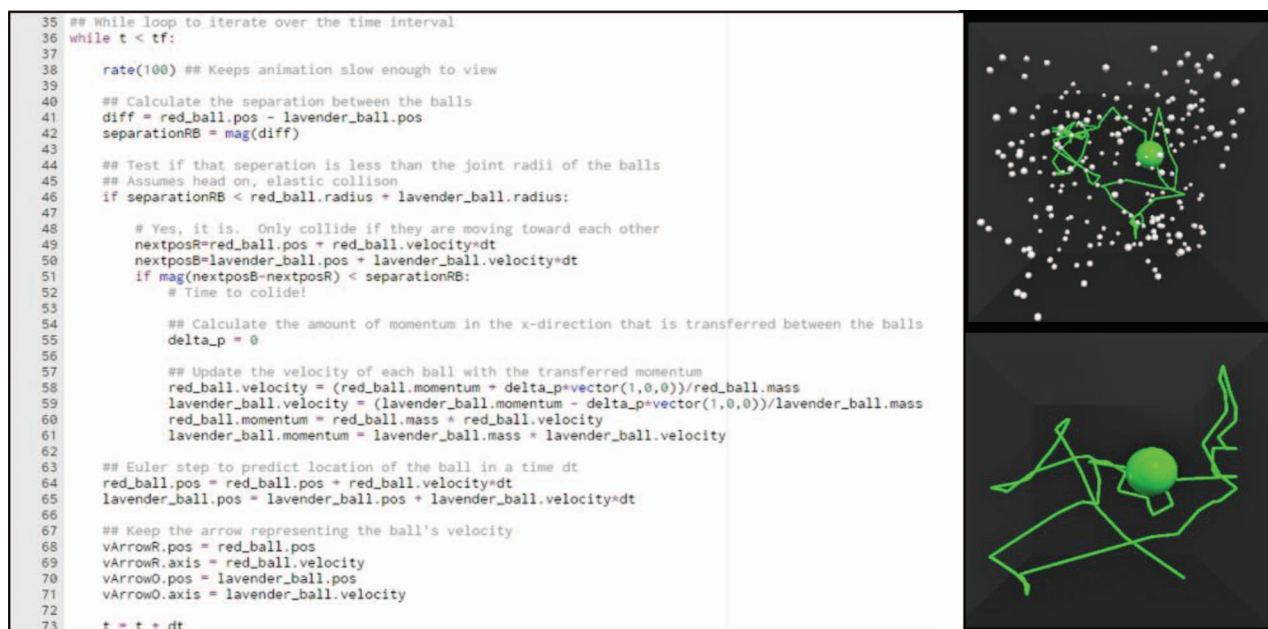 35 ## While loop to iterate over the time interval
36 while t < tf:
37
38     rate(100) ## Keeps animation slow enough to view
39
40     ## Calculate the separation between the balls
41     diff = red_ball.pos - lavender_ball.pos
42     separationRB = mag(diff)
43
44     ## Test if that seperation is less than the joint radii of the balls
45     ## Assumes head on, elastic collison
46     if separationRB < red_ball.radius + lavender_ball.radius:
47
48         # Yes, it is.  Only collide if they are moving toward each other
49         nextposR=red_ball.pos + red_ball.velocity*dt
50         nextposB=lavender_ball.pos + lavender_ball.velocity*dt
51         if mag(nextposB-nextposR) < separationRB:
52             # Time to colide!
53
54             ## Calculate the amount of momentum in the x-direction that is transferred between the balls
55             delta_p = 0
56
57             ## Update the velocity of each ball with the transferred momentum
58             red_ball.velocity = (red_ball.momentum + delta_p*vector(1,0,0))/red_ball.mass
59             lavender_ball.velocity = (lavender_ball.momentum - delta_p*vector(1,0,0))/lavender_ball.mass
60             red_ball.momentum = red_ball.mass * red_ball.velocity
61             lavender_ball.momentum = lavender_ball.mass * lavender_ball.velocity
62
63     ## Euler step to predict location of the ball in a time dt
64     red_ball.pos = red_ball.pos + red_ball.velocity*dt
65     lavender_ball.pos = lavender_ball.pos + lavender_ball.velocity*dt
66
67     ## Keep the arrow representing the ball's velocity
68     vArrowR.pos = red_ball.pos
69     vArrowR.axis = red_ball.velocity
70     vArrowO.pos = lavender_ball.pos
71     vArrowO.axis = lavender_ball.velocity
72
73     t = t + dt